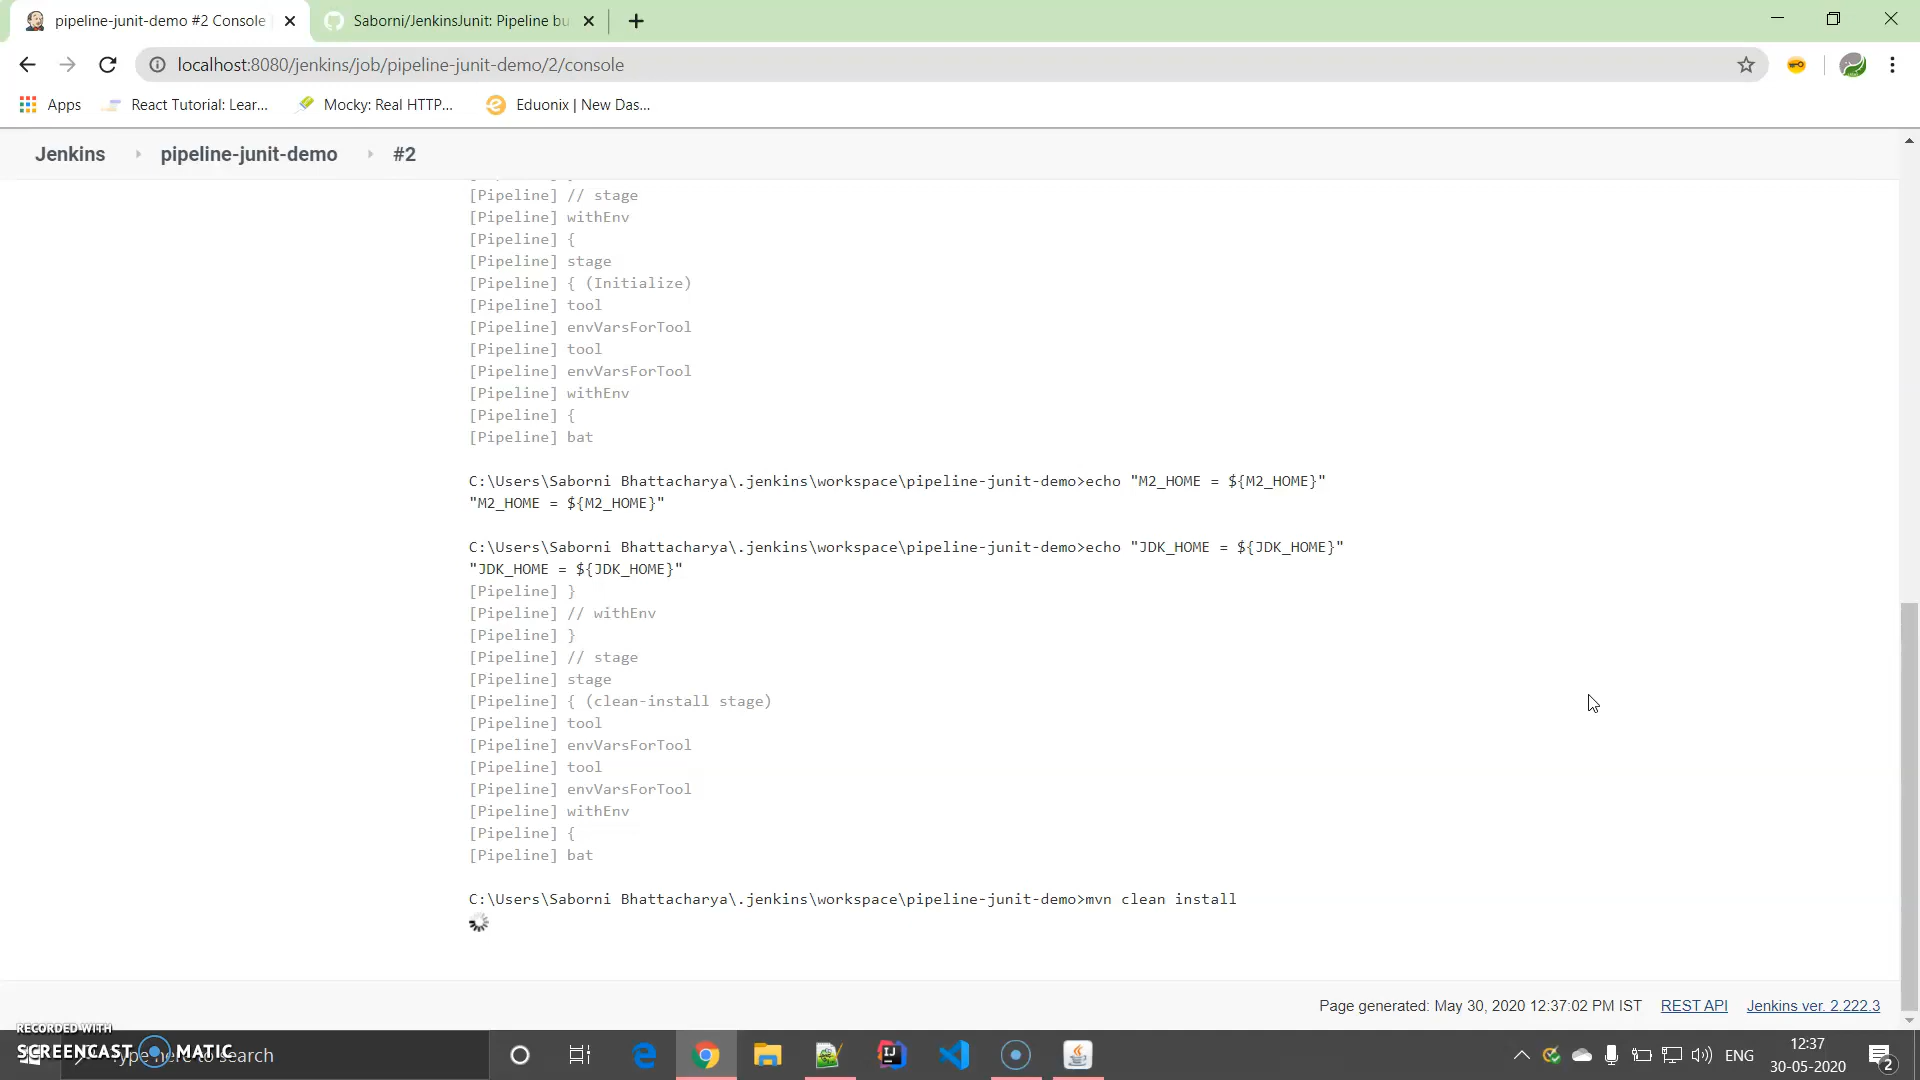 pipeline-junit-demo #2 Console
Saborni/JenkinsJunit: Pipeline bu
localhost:8080/jenkins/job/pipeline-junit-demo/2/console
Apps
React Tutorial: Lear...
Mocky: Real HTTP...
Eduonix | New Das...
Jenkins
pipeline-junit-demo
#2
[Pipeline] // stage
[Pipeline] withEnv
[Pipeline] {
[Pipeline] stage
[Pipeline] { (Initialize)
[Pipeline] tool
[Pipeline] envVarsForTool
[Pipeline] tool
[Pipeline] envVarsForTool
[Pipeline] withEnv
[Pipeline] {
[Pipeline] bat
C:\Users\Saborni Bhattacharya\.jenkins\workspace\pipeline-junit-demo>echo "M2_HOME = ${M2_HOME}"
"M2_HOME = ${M2_HOME}"
C:\Users\Saborni Bhattacharya\.jenkins\workspace\pipeline-junit-demo>echo "JDK_HOME = ${JDK_HOME}"
"JDK_HOME = ${JDK_HOME}"
[Pipeline] }
[Pipeline] // withEnv
[Pipeline] }
[Pipeline] // stage
[Pipeline] stage
[Pipeline] { (clean-install stage)
[Pipeline] tool
[Pipeline] envVarsForTool
[Pipeline] tool
[Pipeline] envVarsForTool
[Pipeline] withEnv
[Pipeline] {
[Pipeline] bat
C:\Users\Saborni Bhattacharya\.jenkins\workspace\pipeline-junit-demo>mvn clean install
Page generated: May 30, 2020 12:37:02 PM IST
REST API
Jenkins ver. 2.222.3
RECORDED WITH
SCREENCAST MATIC
Type here to search
ENG
12:37
30-05-2020
2